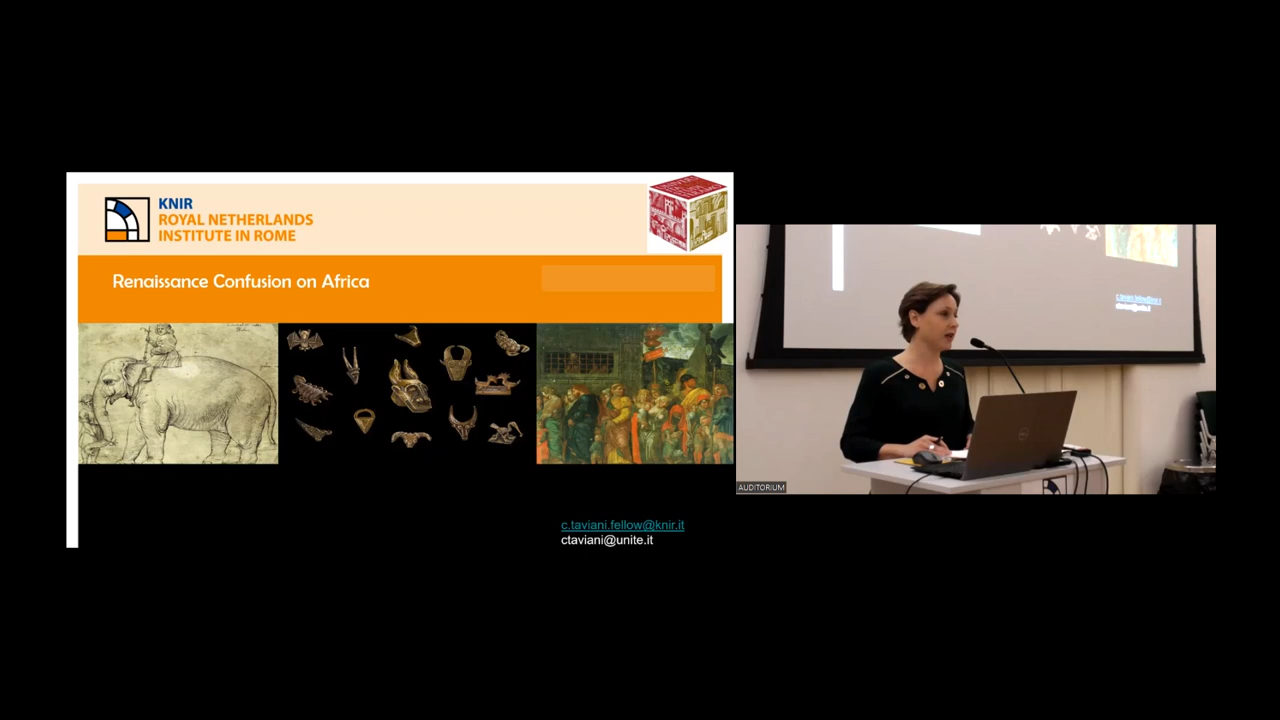 KNIR
ROYAL NETHERLANDS
INSTITUTE IN ROME
Renaissance Confusion on Africa
c.taviani.fellow@knir.it
ctaviani@unite.it
AUDITORIUM